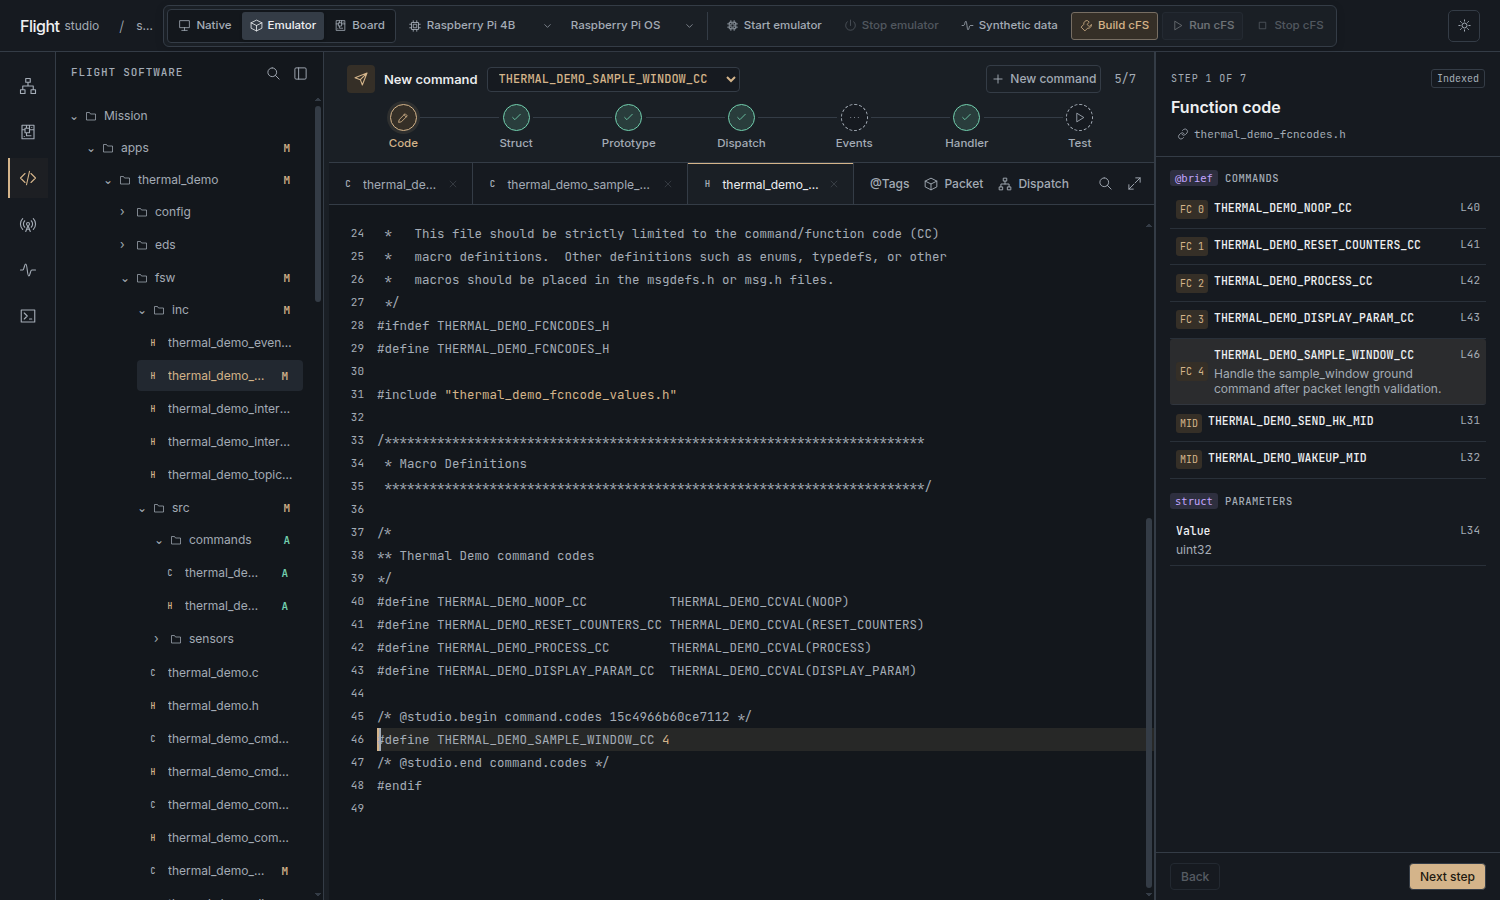 Flight studio / s... Native Emulator Board Raspberry Pi 4B Raspberry Pi OS Start emulator Stop emulator Synthetic data Build cFS Run cFS Stop cFS
FLIGHT SOFTWARE
Mission
apps M
thermal_demo M
config
eds
fsw M
inc M
H thermal_demo_even...
H thermal_demo_... M
H thermal_demo_inter...
H thermal_demo_inter...
H thermal_demo_topic...
src M
commands A
C thermal_de... A
H thermal_de... A
sensors
C thermal_demo.c
H thermal_demo.h
C thermal_demo_cmd...
H thermal_demo_cmd...
C thermal_demo_com...
H thermal_demo_com...
C thermal_demo_... M
New command THERMAL_DEMO_SAMPLE_WINDOW_CC + New command 5/7
Code Struct Prototype Dispatch Events Handler Test
C thermal_de... × C thermal_demo_sample_... × H thermal_demo_... × @Tags Packet Dispatch
24  *   This file should be strictly limited to the command/function code (CC)
25  *   macro definitions.  Other definitions such as enums, typedefs, or other
26  *   macros should be placed in the msgdefs.h or msg.h files.
27  */
28 #ifndef THERMAL_DEMO_FCNCODES_H
29 #define THERMAL_DEMO_FCNCODES_H
30
31 #include "thermal_demo_fcncode_values.h"
32
33 /************************************************************************
34  * Macro Definitions
35  ************************************************************************/
36
37 /*
38 ** Thermal Demo command codes
39 */
40 #define THERMAL_DEMO_NOOP_CC           THERMAL_DEMO_CCVAL(NOOP)
41 #define THERMAL_DEMO_RESET_COUNTERS_CC THERMAL_DEMO_CCVAL(RESET_COUNTERS)
42 #define THERMAL_DEMO_PROCESS_CC        THERMAL_DEMO_CCVAL(PROCESS)
43 #define THERMAL_DEMO_DISPLAY_PARAM_CC  THERMAL_DEMO_CCVAL(DISPLAY_PARAM)
44
45 /* @studio.begin command.codes 15c4966b60ce7112 */
46 #define THERMAL_DEMO_SAMPLE_WINDOW_CC 4
47 /* @studio.end command.codes */
48 #endif
49
STEP 1 OF 7 Indexed
Function code
thermal_demo_fcncodes.h
@brief COMMANDS
FC 0 THERMAL_DEMO_NOOP_CC L40
FC 1 THERMAL_DEMO_RESET_COUNTERS_CC L41
FC 2 THERMAL_DEMO_PROCESS_CC L42
FC 3 THERMAL_DEMO_DISPLAY_PARAM_CC L43
FC 4 THERMAL_DEMO_SAMPLE_WINDOW_CC L46
Handle the sample_window ground
command after packet length validation.
MID THERMAL_DEMO_SEND_HK_MID L31
MID THERMAL_DEMO_WAKEUP_MID L32
struct PARAMETERS
Value L34
uint32
Back Next step